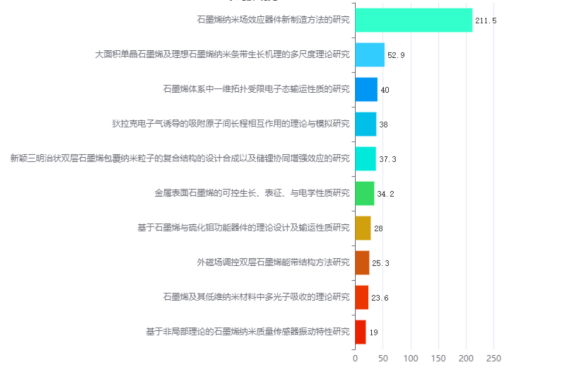 石墨烯纳米场效应器件新制造方法的研究
211.5
大面积单晶石墨烯及理想石墨烯纳米条带生长机理的多尺度理论研究
52.9
石墨烯体系中一维拓扑受限电子态输运性质的研究
40
狄拉克电子气诱导的吸附原子间长程相互作用的理论与模拟研究
38
新颖三明治状双层石墨烯包覆纳米粒子的复合结构的设计合成以及储锂协同增强效应的研究
37.3
金属表面石墨烯的可控生长、表征、与电学性质研究
34.2
基于石墨烯与硫化钼功能器件的理论设计及输运性质研究
28
外磁场调控双层石墨烯能带结构方法研究
25.3
石墨烯及其低维纳米材料中多光子吸收的理论研究
23.6
基于非局部理论的石墨烯纳米质量传感器振动特性研究
19
0 50 100 150 200 250